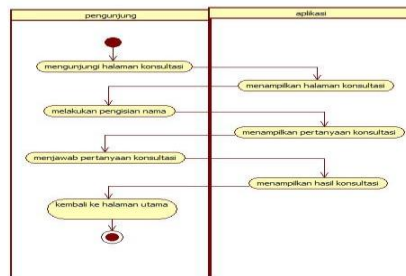 pengunjung
aplikasi
mengunjungi halaman konsultasi
menampilkan halaman konsultasi
melakukan pengisian nama
menampilkan pertanyaan konsultasi
menjawab pertanyaan konsultasi
menampilkan hasil konsultasi
kembali ke halaman utama